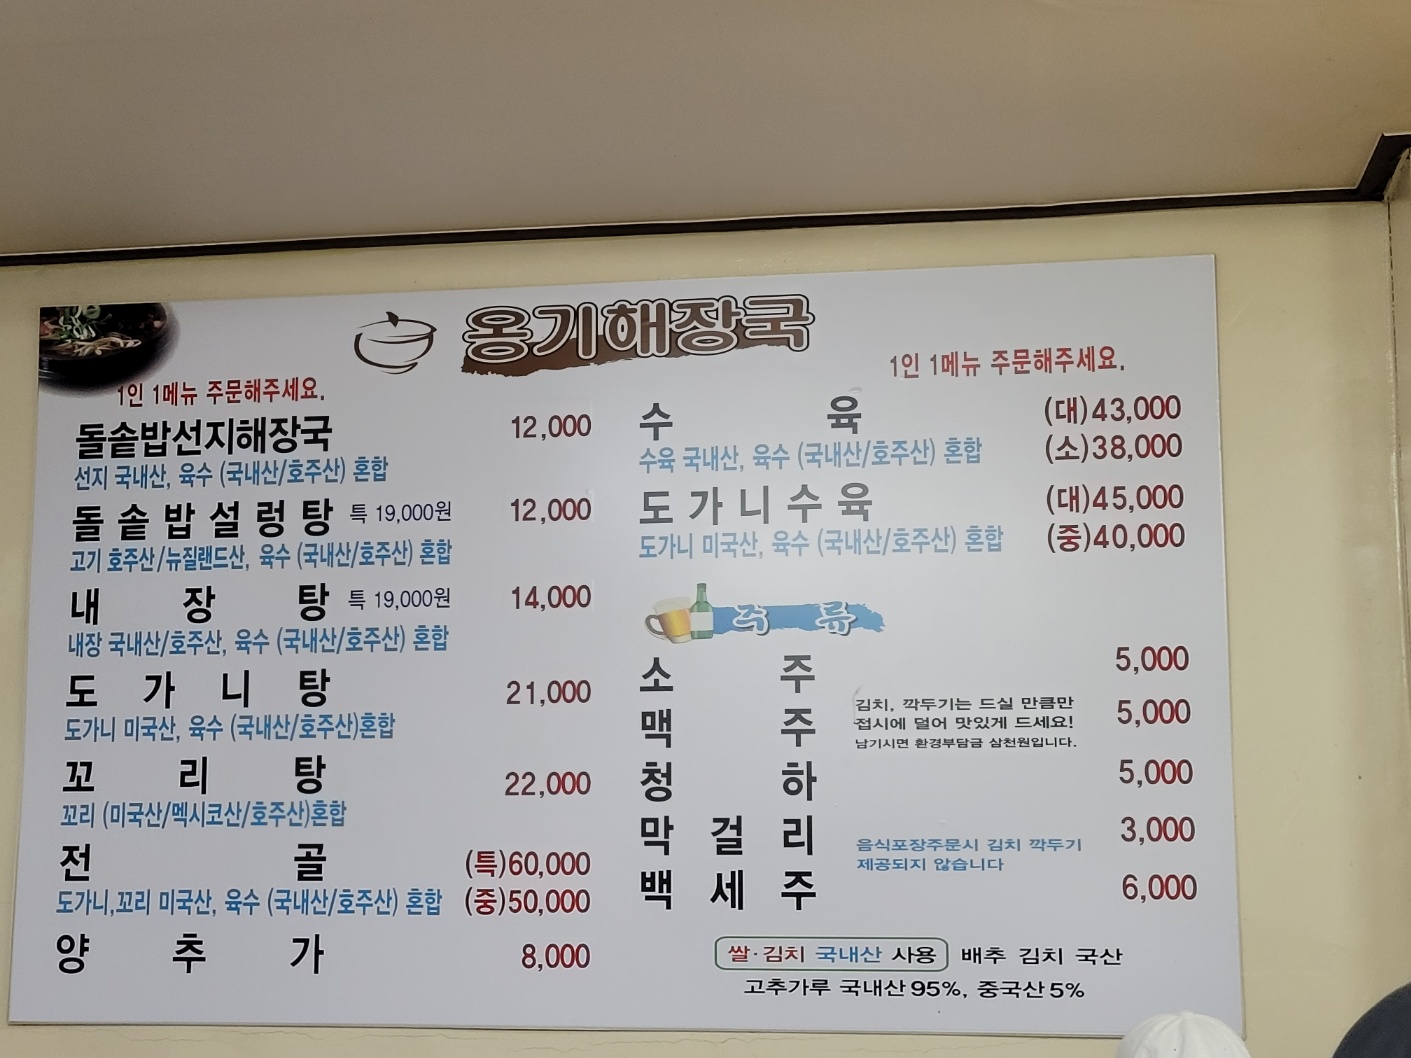 옹기해장국
1인 1메뉴 주문해주세요.
돌솥밥선지해장국 12,000
선지 국내산, 육수 (국내산/호주산) 혼합
돌솥밥설렁탕 특 19,000원 12,000
고기 호주산/뉴질랜드산, 육수 (국내산/호주산) 혼합
내장탕 특 19,000원 14,000
내장 국내산/호주산, 육수 (국내산/호주산) 혼합
도가니탕 21,000
도가니 미국산, 육수 (국내산/호주산)혼합
꼬리탕 22,000
꼬리 (미국산/멕시코산/호주산)혼합
전골 (특)60,000
도가니,꼬리 미국산, 육수 (국내산/호주산) 혼합 (중)50,000
양추가 8,000
1인 1메뉴 주문해주세요.
수육 (대)43,000
수육 국내산, 육수 (국내산/호주산) 혼합 (소)38,000
도가니수육 (대)45,000
도가니 미국산, 육수 (국내산/호주산) 혼합 (중)40,000
주류
소주 5,000
맥주 5,000
청하 5,000
막걸리 3,000
백세주 6,000
김치, 깍두기는 드실 만큼만
접시에 덜어 맛있게 드세요!
남기시면 환경부담금 삼천원입니다.
음식포장주문시 김치 깍두기
제공되지 않습니다
쌀·김치 국내산 사용 배추 김치 국산
고추가루 국내산 95%, 중국산 5%